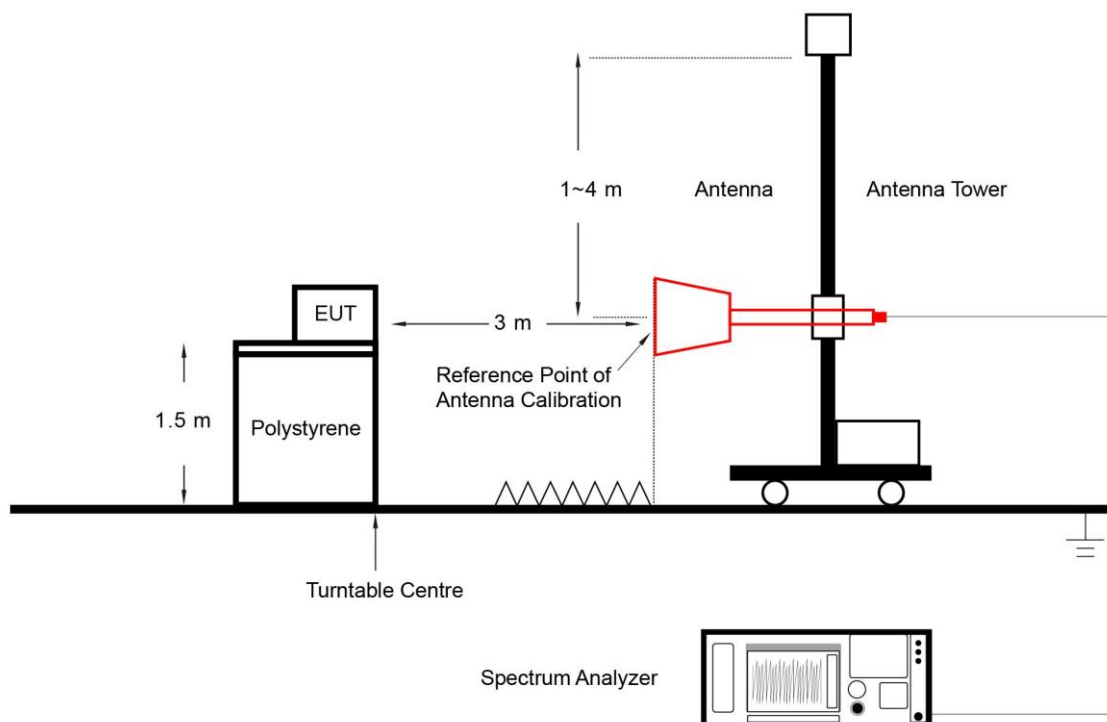 1~4 m
Antenna
Antenna Tower
EUT
3 m
Reference Point of
Antenna Calibration
1.5 m
Polystyrene
Turntable Centre
Spectrum Analyzer